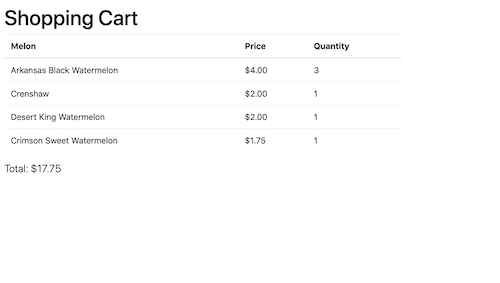 Shopping Cart
Melon Price Quantity
Arkansas Black Watermelon $4.00 3
Crenshaw $2.00 1
Desert King Watermelon $2.00 1
Crimson Sweet Watermelon $1.75 1
Total: $17.75